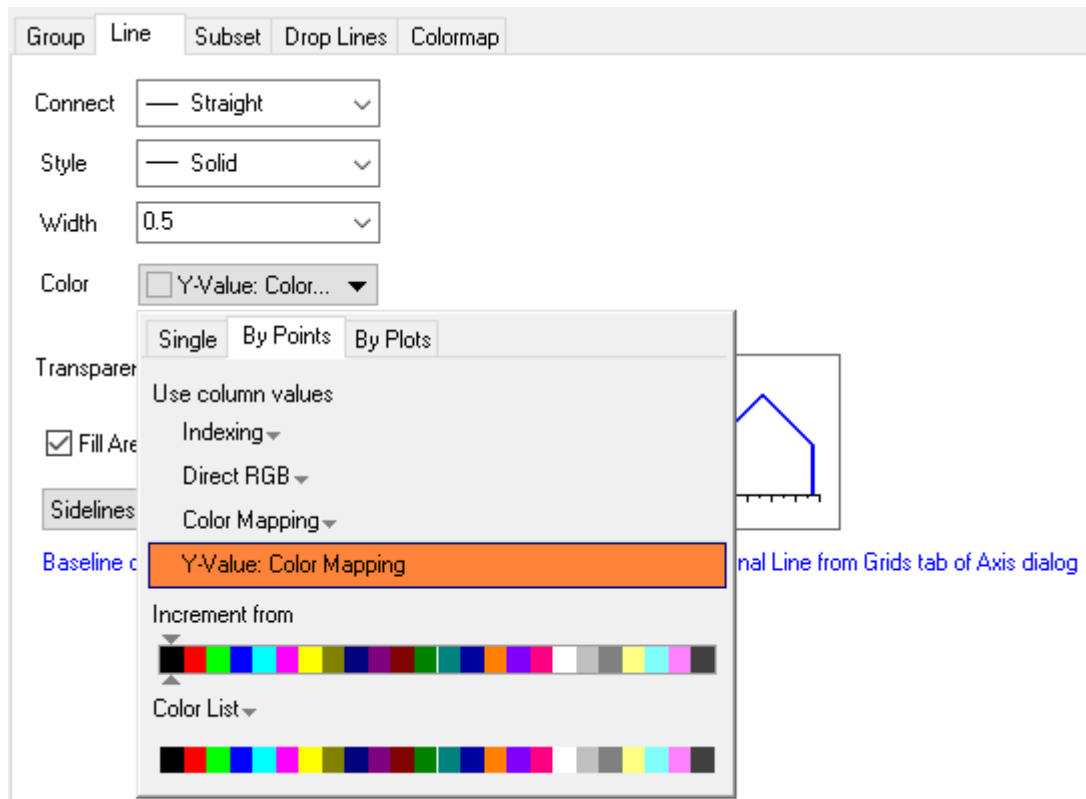 Group Line Subset Drop Lines Colormap
Connect Straight
Style Solid
Width 0.5
Color Y-Value: Color...
Single By Points By Plots
Transparen
Use column values
Indexing
Fill Are
Direct RGB
Sidelines
Color Mapping
Y-Value: Color Mapping
Baseline nal Line from Grids tab of Axis dialog
Increment from
Color List